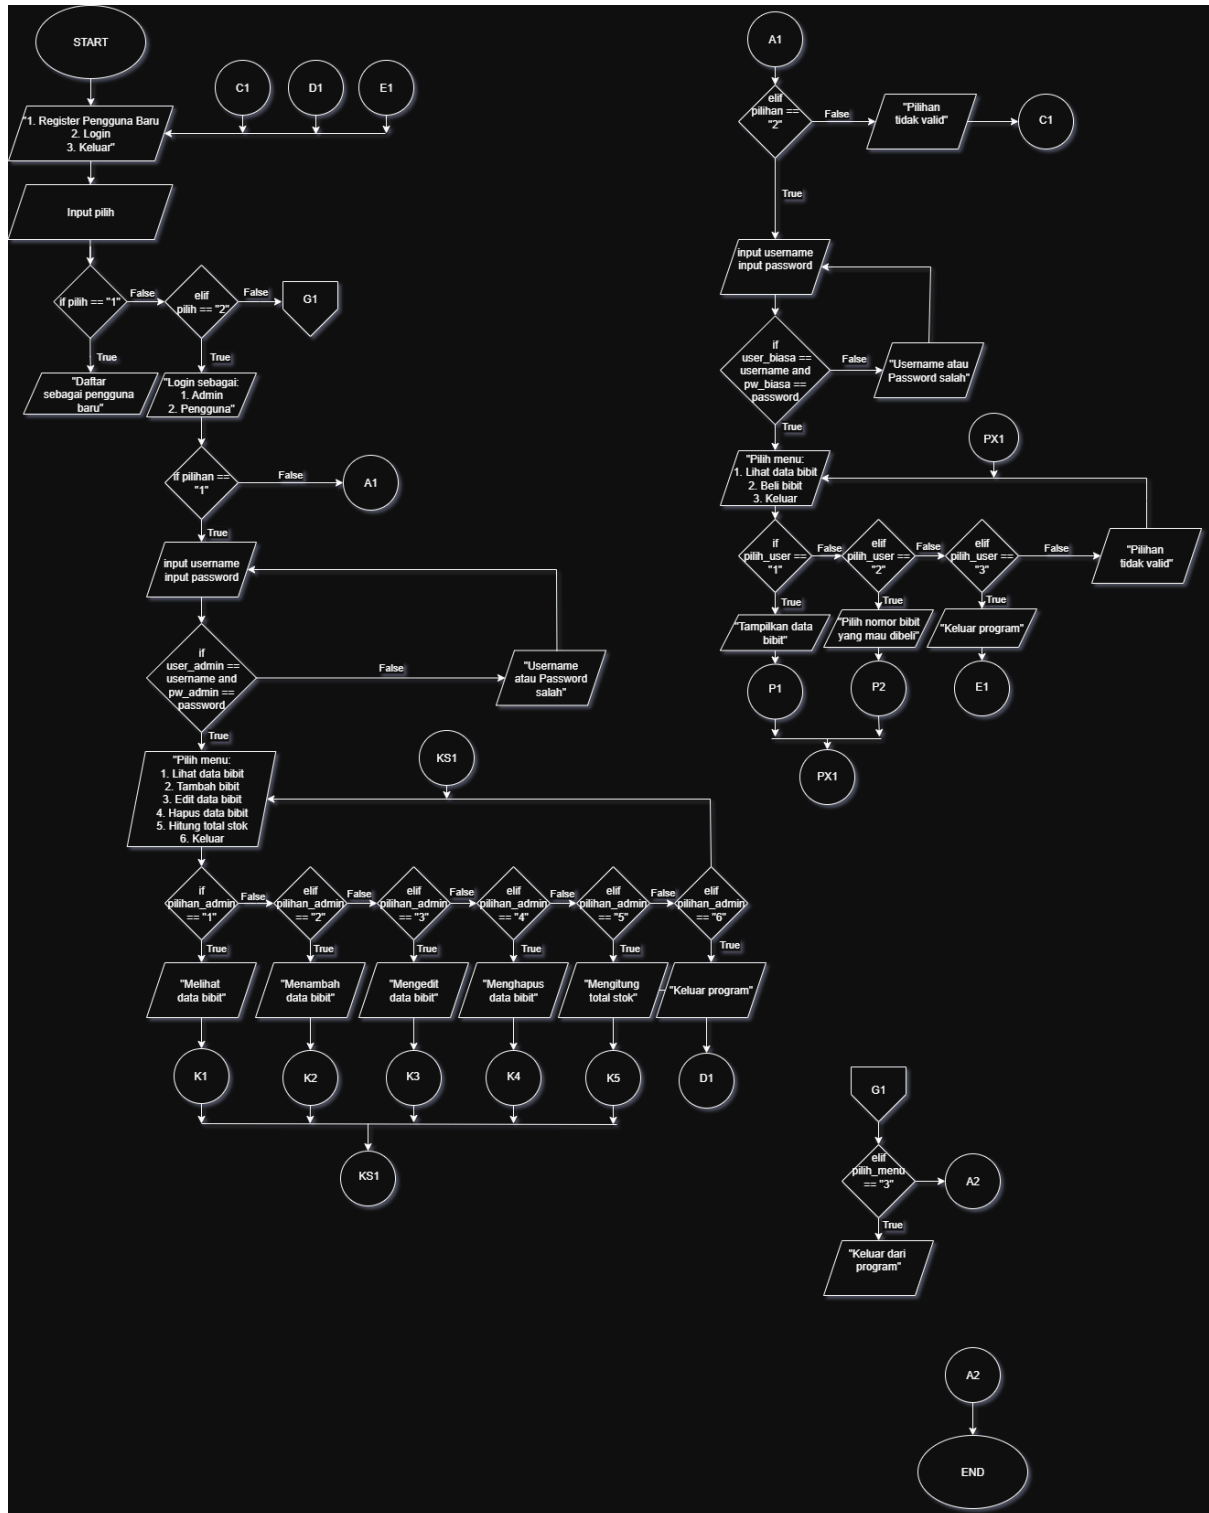 START
C1
D1
E1
"1. Register Pengguna Baru
2. Login
3. Keluar"
Input pilih
if pilih == "1"
False
elif
pilih == "2"
False
G1
True
True
"Daftar
sebagai pengguna
baru"
"Login sebagai:
1. Admin
2. Pengguna"
if pilihan ==
"1"
False
A1
True
input username
input password
if
user_admin ==
username and
pw_admin ==
password
False
"Username
atau Password
salah"
True
"Pilih menu:
1. Lihat data bibit
2. Tambah bibit
3. Edit data bibit
4. Hapus data bibit
5. Hitung total stok
6. Keluar
KS1
if
pilihan_admin
== "1"
False
elif
pilihan_admin
== "2"
False
elif
pilihan_admin
== "3"
False
elif
pilihan_admin
== "4"
False
elif
pilihan_admin
== "5"
False
elif
pilihan_admin
== "6"
True
True
True
True
True
True
"Melihat
data bibit"
"Menambah
data bibit"
"Mengedit
data bibit"
"Menghapus
data bibit"
"Mengitung
total stok"
"Keluar program"
K1
K2
K3
K4
K5
D1
KS1
A1
elif
pilihan ==
"2"
False
"Pilihan
tidak valid"
C1
True
input username
input password
if
user_biasa ==
username and
pw_biasa ==
password
False
"Username atau
Password salah"
True
PX1
"Pilih menu:
1. Lihat data bibit
2. Beli bibit
3. Keluar
if
pilih_user ==
"1"
False
elif
pilih_user ==
"2"
False
elif
pilih_user ==
"3"
False
"Pilihan
tidak valid"
True
True
True
"Tampilkan data
bibit"
"Pilih nomor bibit
yang mau dibeli"
"Keluar program"
P1
P2
E1
PX1
G1
elif
pilih_menu
== "3"
A2
True
"Keluar dari
program"
A2
END